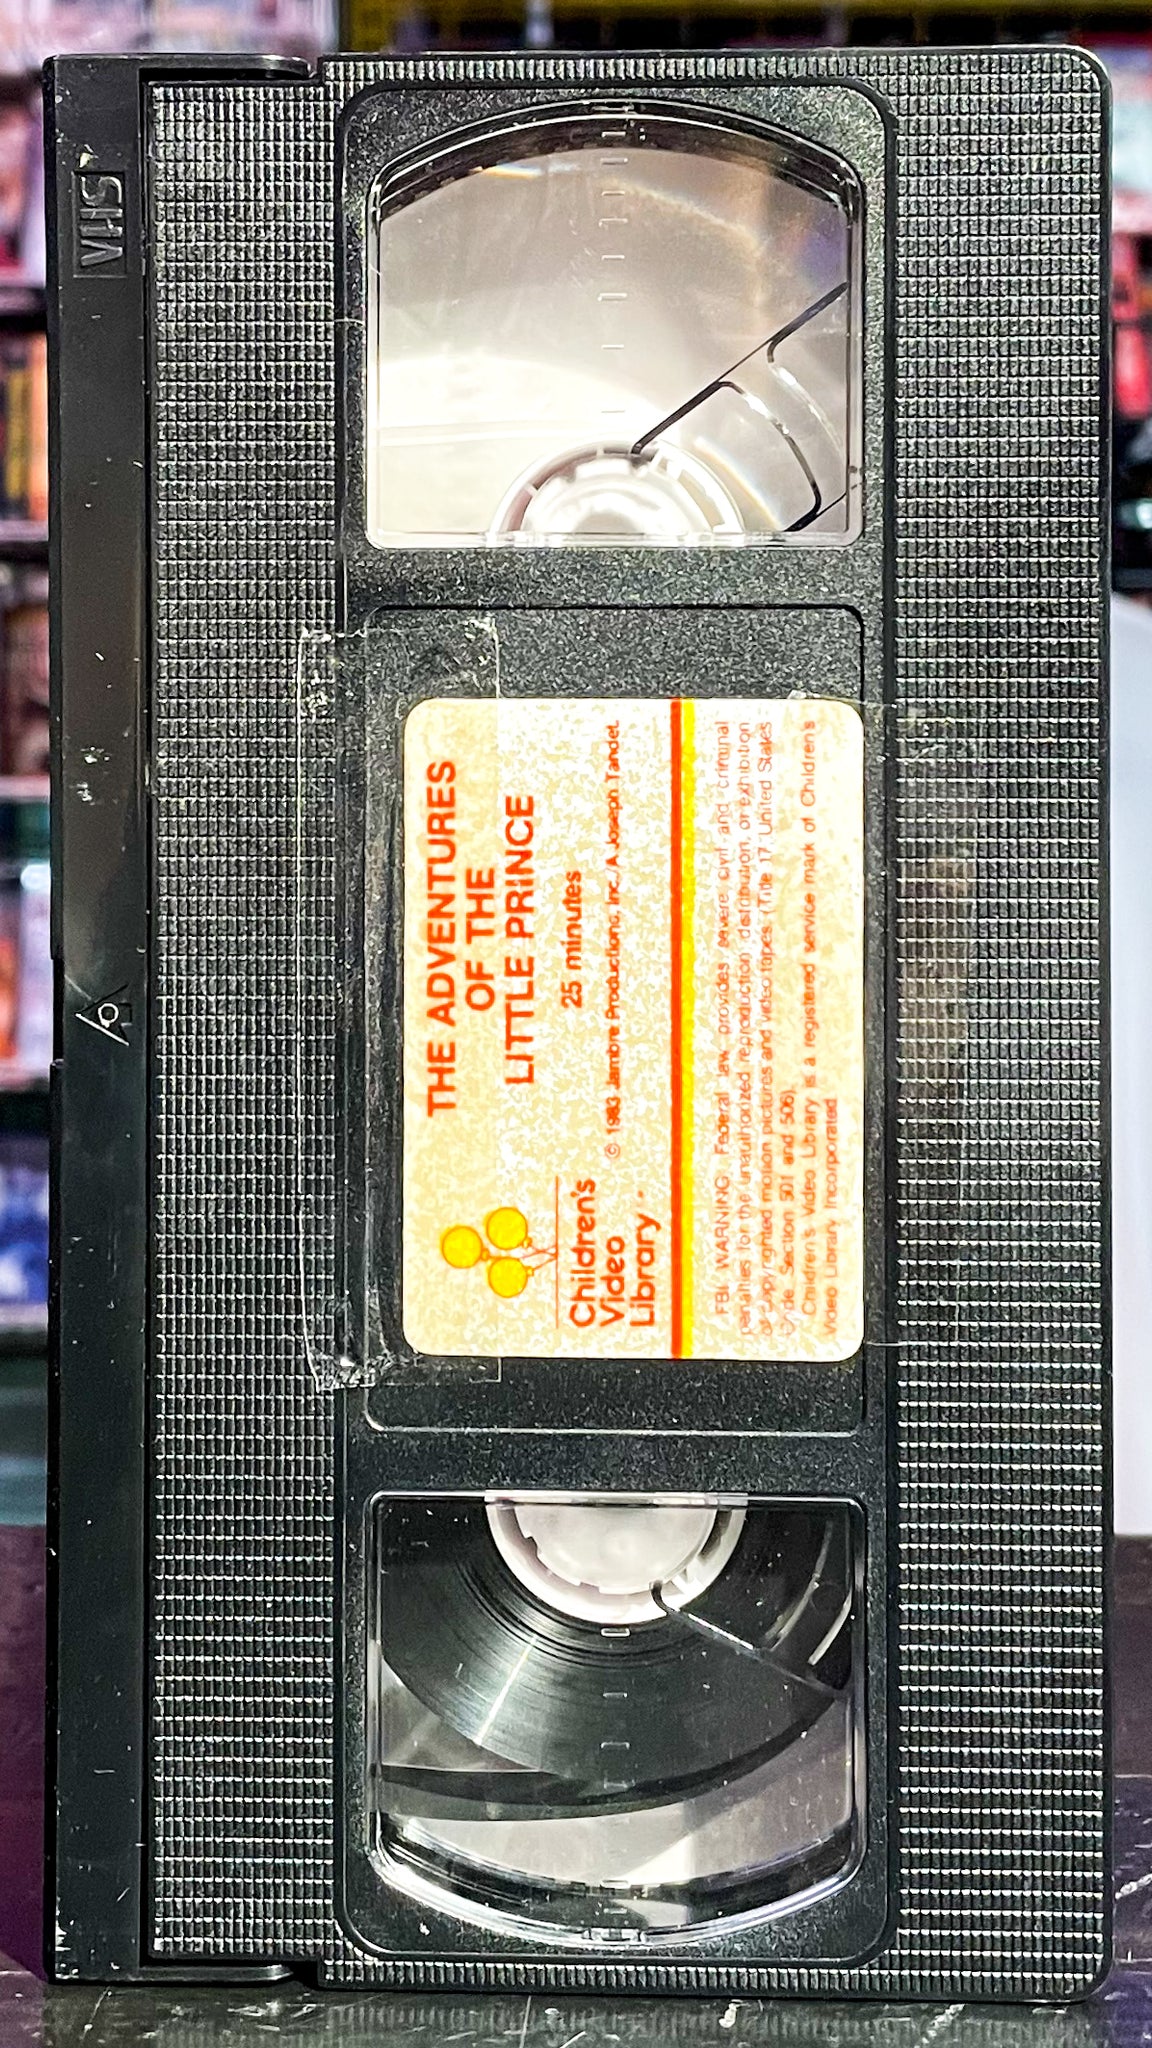 VHS
THE ADVENTURES
OF THE
LITTLE PRINCE
25 minutes
© 1983 Jambre Productions, Inc./A Joseph Tandet
Children's
Video
Library
FBI WARNING: Federal law provides severe civil and criminal
penalties for the unauthorized reproduction, distribution, or exhibition
of copyrighted motion pictures and video tapes (Title 17, United States
Code, Section 501 and 506).
Children's Video Library is a registered service mark of Children's
Video Library Incorporated